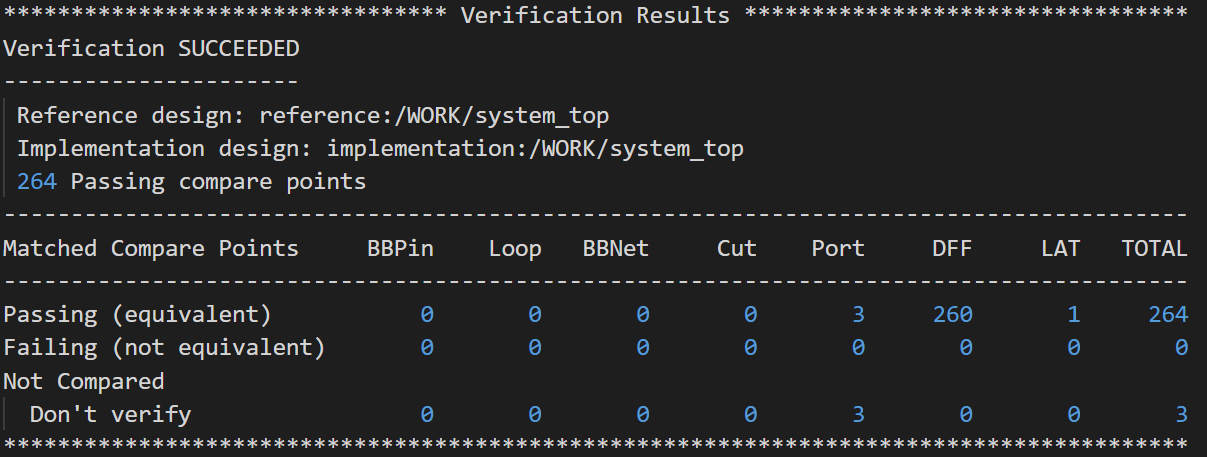 ********************************* Verification Results *********************************
Verification SUCCEEDED
----------------------
 Reference design: reference:/WORK/system_top
 Implementation design: implementation:/WORK/system_top
 264 Passing compare points
----------------------------------------------------------------------------------------
Matched Compare Points     BBPin    Loop   BBNet     Cut    Port     DFF     LAT   TOTAL
----------------------------------------------------------------------------------------
Passing (equivalent)           0       0       0       0       3     260       1     264
Failing (not equivalent)       0       0       0       0       0       0       0       0
Not Compared
  Don't verify                 0       0       0       0       3       0       0       3
****************************************************************************************